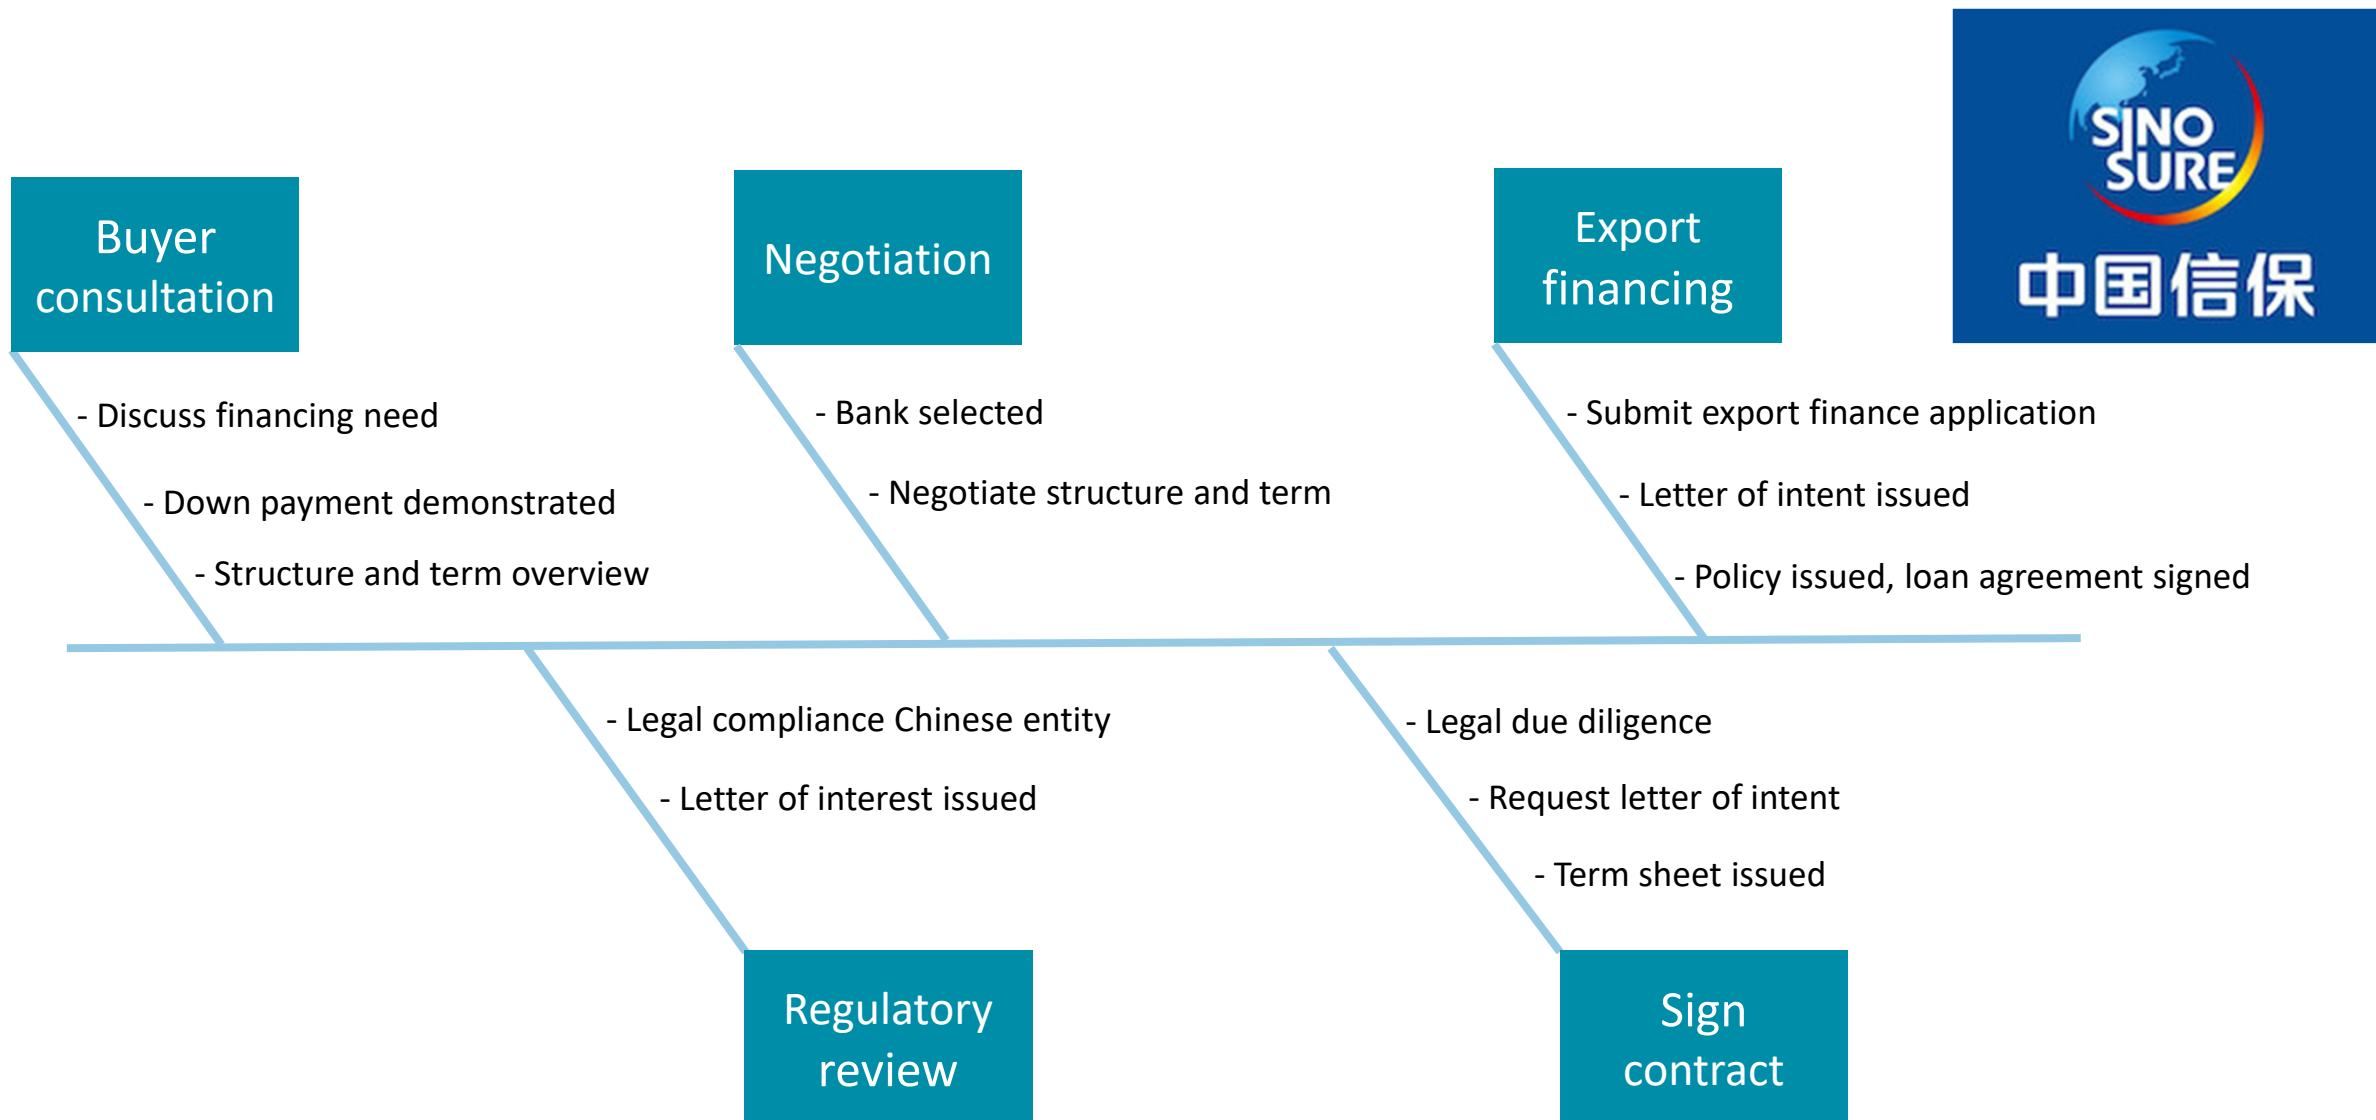 SINO
SURE
中国信保
Buyer
consultation
Negotiation
Export
financing
- Discuss financing need
- Down payment demonstrated
- Structure and term overview
- Bank selected
- Negotiate structure and term
- Submit export finance application
- Letter of intent issued
- Policy issued, loan agreement signed
- Legal compliance Chinese entity
- Letter of interest issued
- Legal due diligence
- Request letter of intent
- Term sheet issued
Regulatory
review
Sign
contract